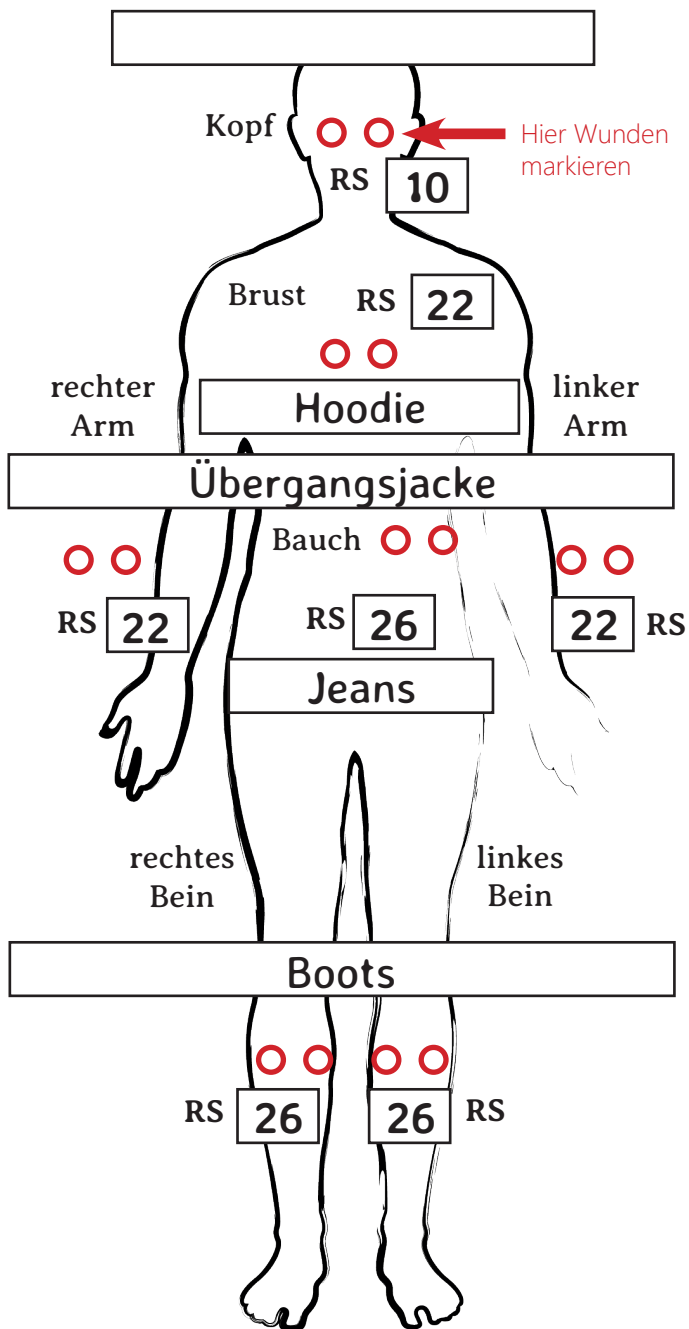 Kopf
Hier Wunden
markieren
RS 10
Brust RS 22
rechter
Arm
Hoodie
linker
Arm
Übergangsjacke
Bauch
RS 22
RS 26
22 RS
Jeans
rechtes
Bein
linkes
Bein
Boots
RS 26
26 RS